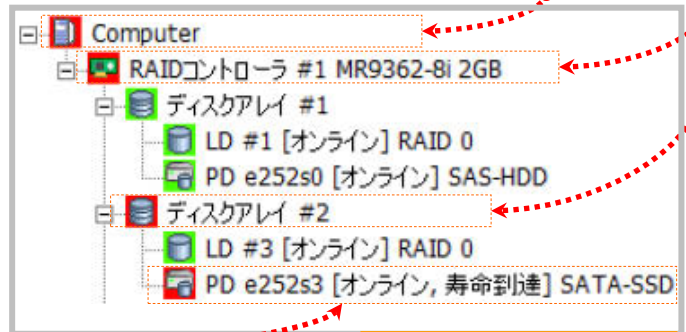 Computer
RAIDコントローラ #1 MR9362-8i 2GB
ディスクアレイ #1
LD #1 [オンライン] RAID 0
PD e252s0 [オンライン] SAS-HDD
ディスクアレイ #2
LD #3 [オンライン] RAID 0
PD e252s3 [オンライン, 寿命到達] SATA-SSD